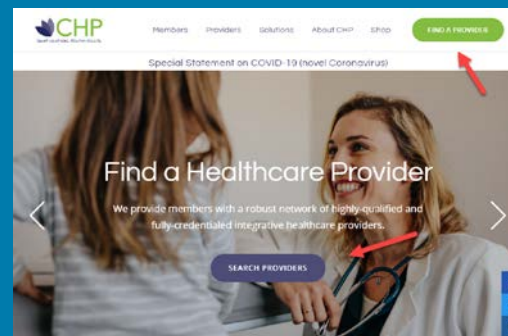 CHP
Members Providers Solutions About CHP Shop FIND A PROVIDER
Special Statement on COVID-19 (novel Coronavirus)
Find a Healthcare Provider
We provide members with a robust network of highly-qualified and
fully-credentialed integrative healthcare providers.
SEARCH PROVIDERS